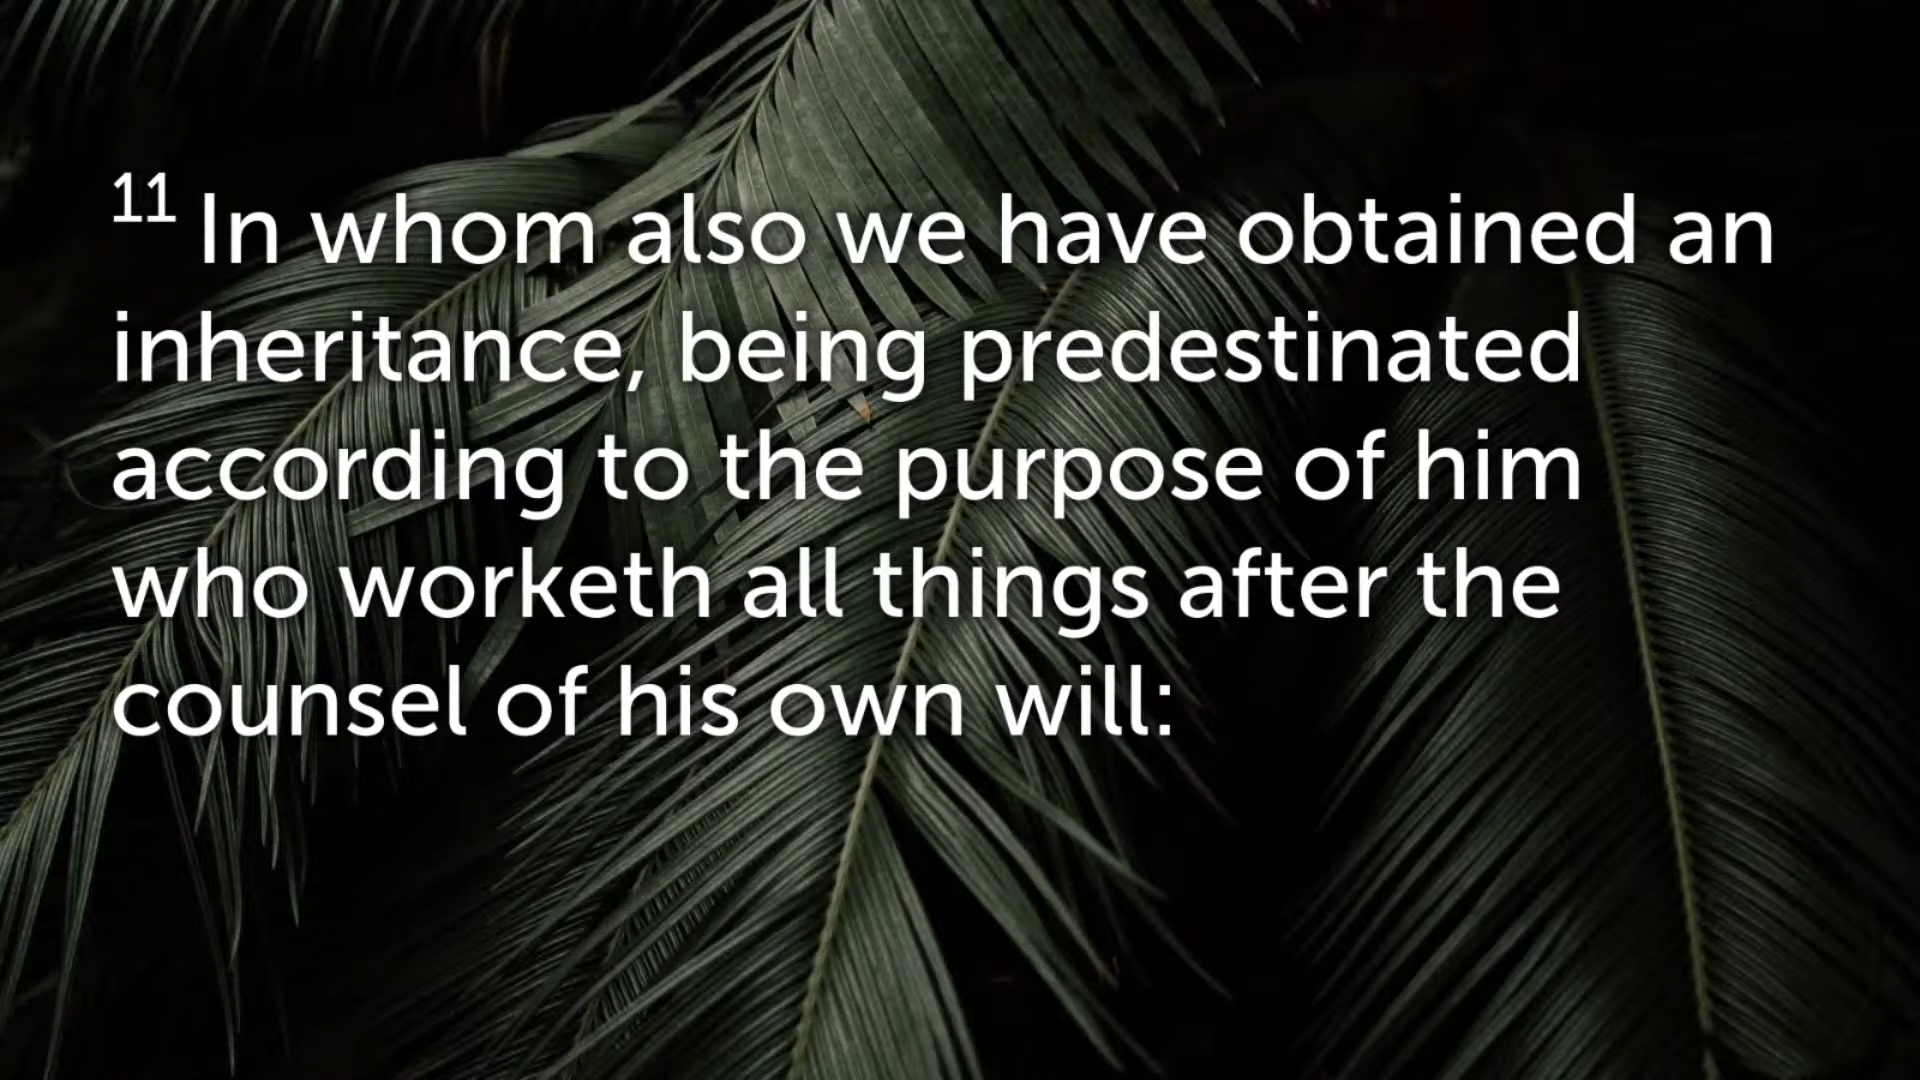 11 In whom also we have obtained an
inheritance, being predestinated
according to the purpose of him
who worketh all things after the
counsel of his own will: